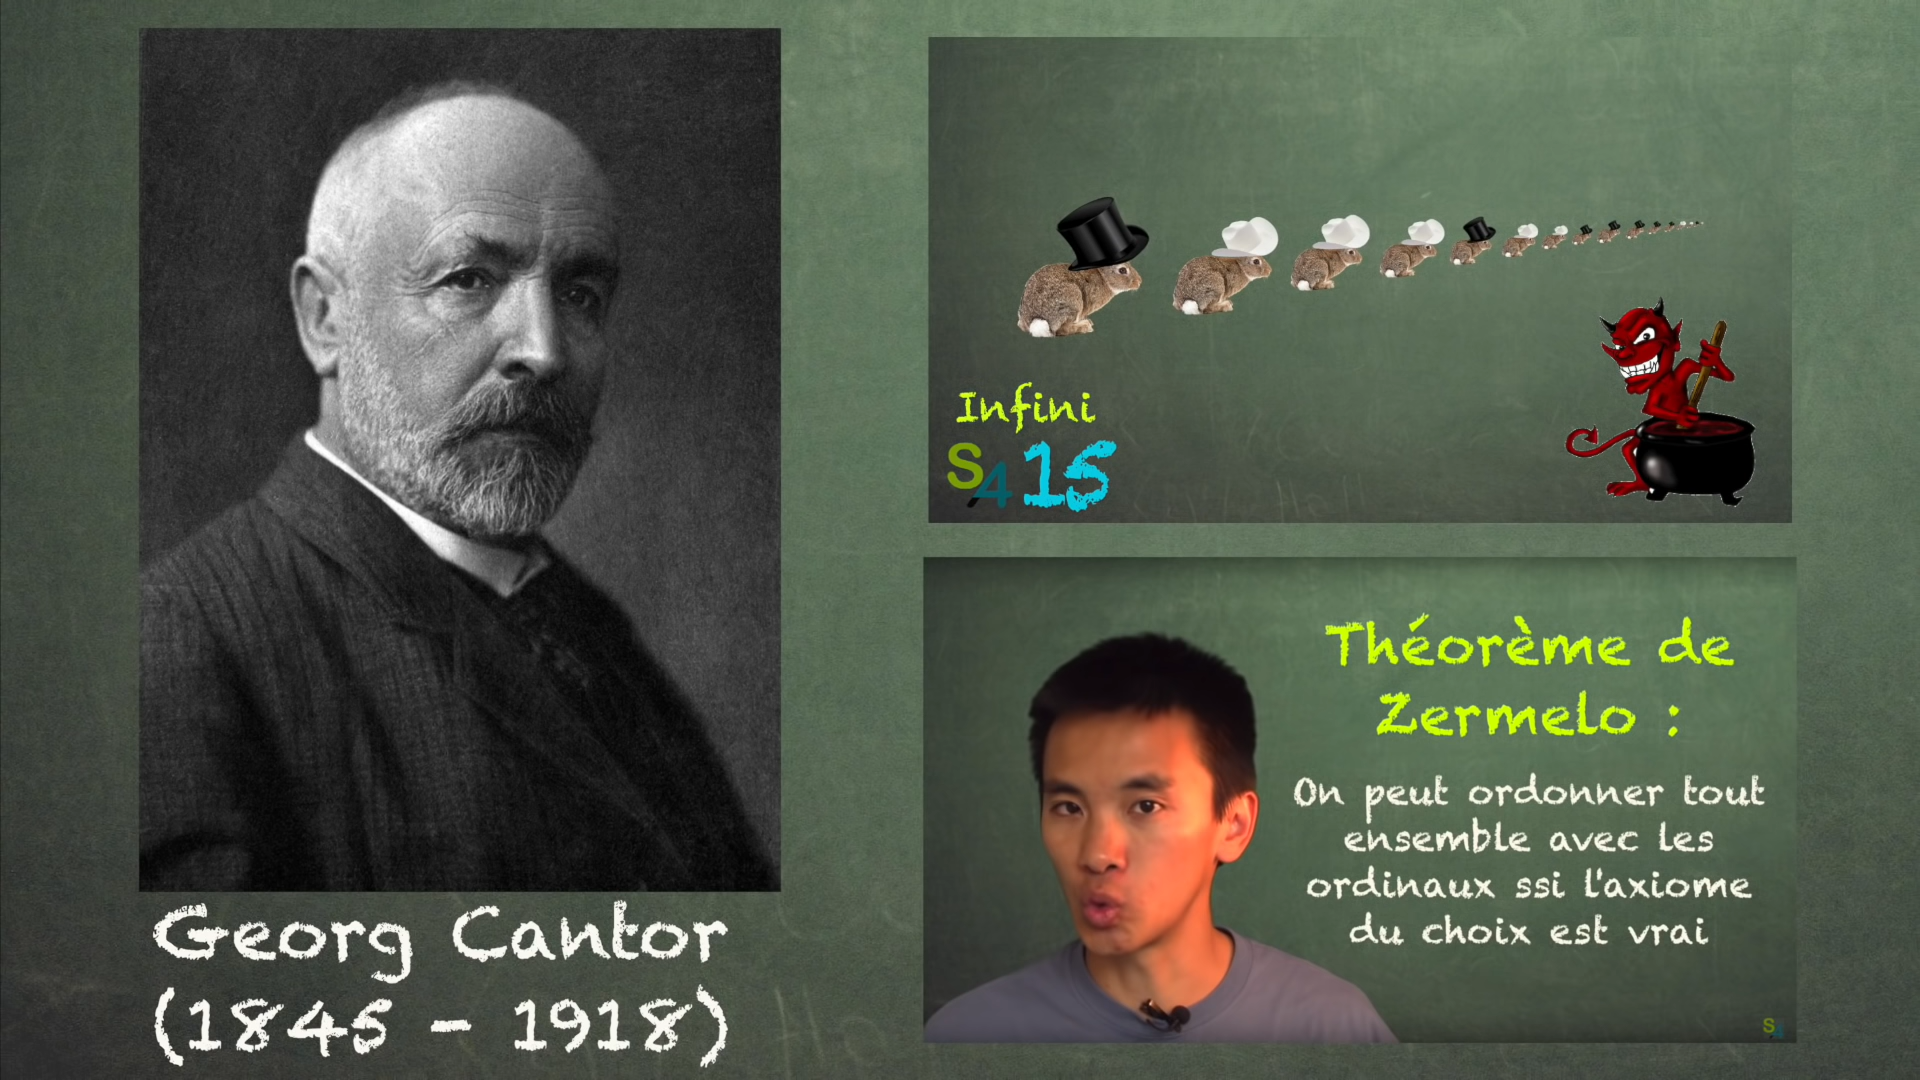 Georg Cantor
(1845 - 1918)
Infini
S4 15
Théorème de
Zermelo :
On peut ordonner tout
ensemble avec les
ordinaux ssi l'axiome
du choix est vrai
S4